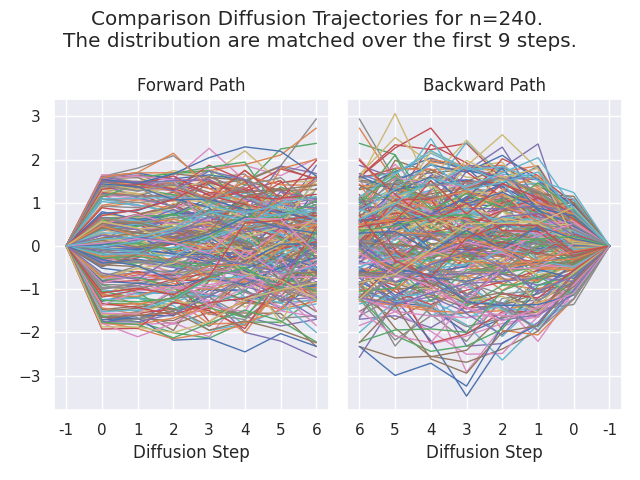 Comparison Diffusion Trajectories for n=240.
The distribution are matched over the first 9 steps.
Forward Path
Backward Path
3
2
1
0
−1
−2
−3
-1 0 1 2 3 4 5 6
6 5 4 3 2 1 0 -1
Diffusion Step
Diffusion Step